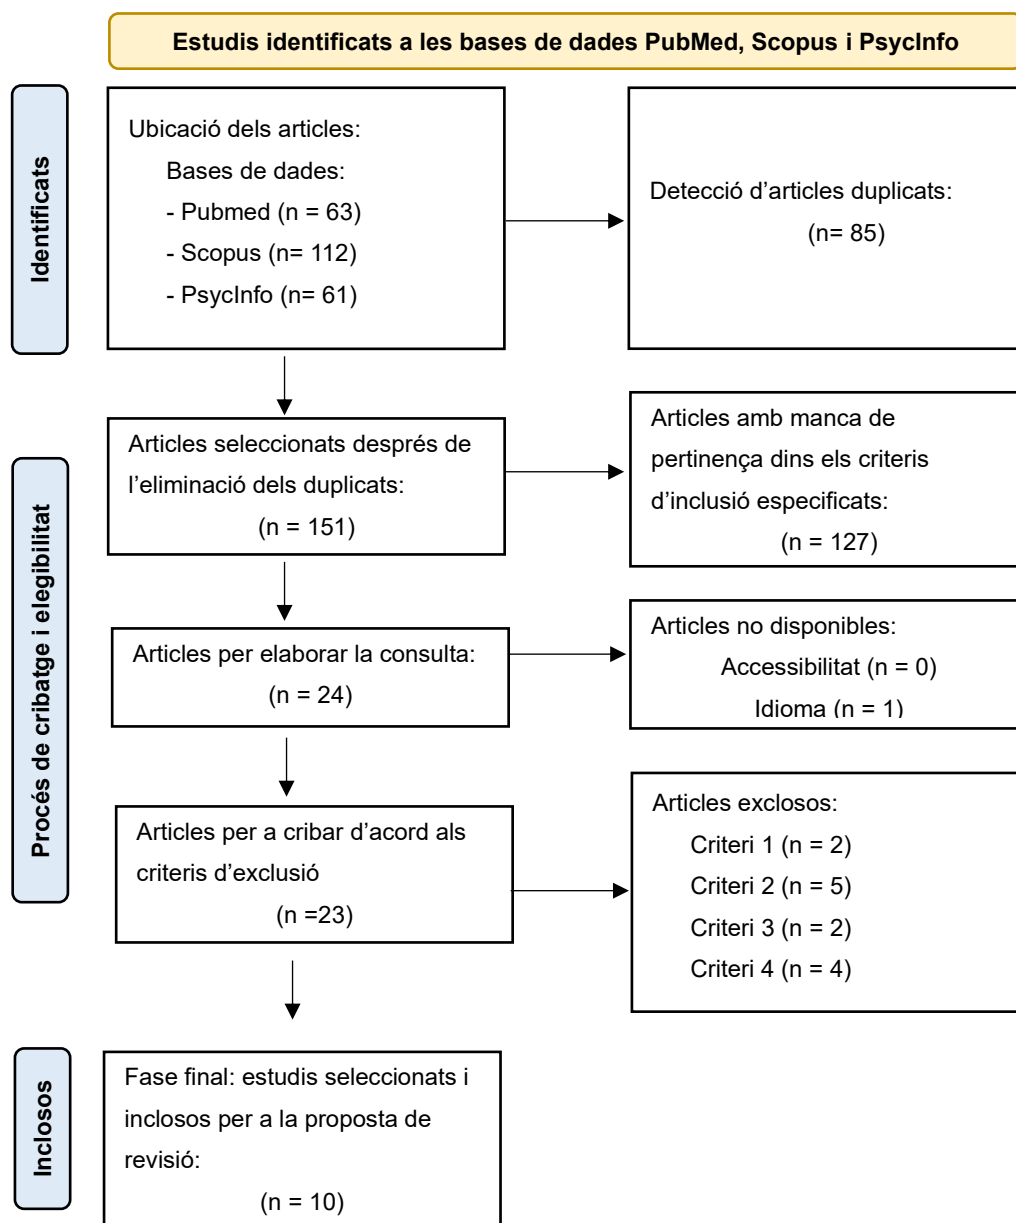 Estudis identificats a les bases de dades PubMed, Scopus i PsycInfo
Identificats
Ubicació dels articles:
Bases de dades:
- Pubmed (n = 63)
- Scopus (n= 112)
- PsycInfo (n= 61)
Detecció d’articles duplicats:
(n= 85)
Procés de cribatge i elegibilitat
Articles seleccionats després de
l’eliminació dels duplicats:
(n = 151)
Articles amb manca de
pertinença dins els criteris
d’inclusió especificats:
(n = 127)
Articles per elaborar la consulta:
(n = 24)
Articles no disponibles:
Accessibilitat (n = 0)
Idioma (n = 1)
Articles per a cribar d’acord als
criteris d’exclusió
(n =23)
Articles exclosos:
Criteri 1 (n = 2)
Criteri 2 (n = 5)
Criteri 3 (n = 2)
Criteri 4 (n = 4)
Inclosos
Fase final: estudis seleccionats i
inclosos per a la proposta de
revisió:
(n = 10)